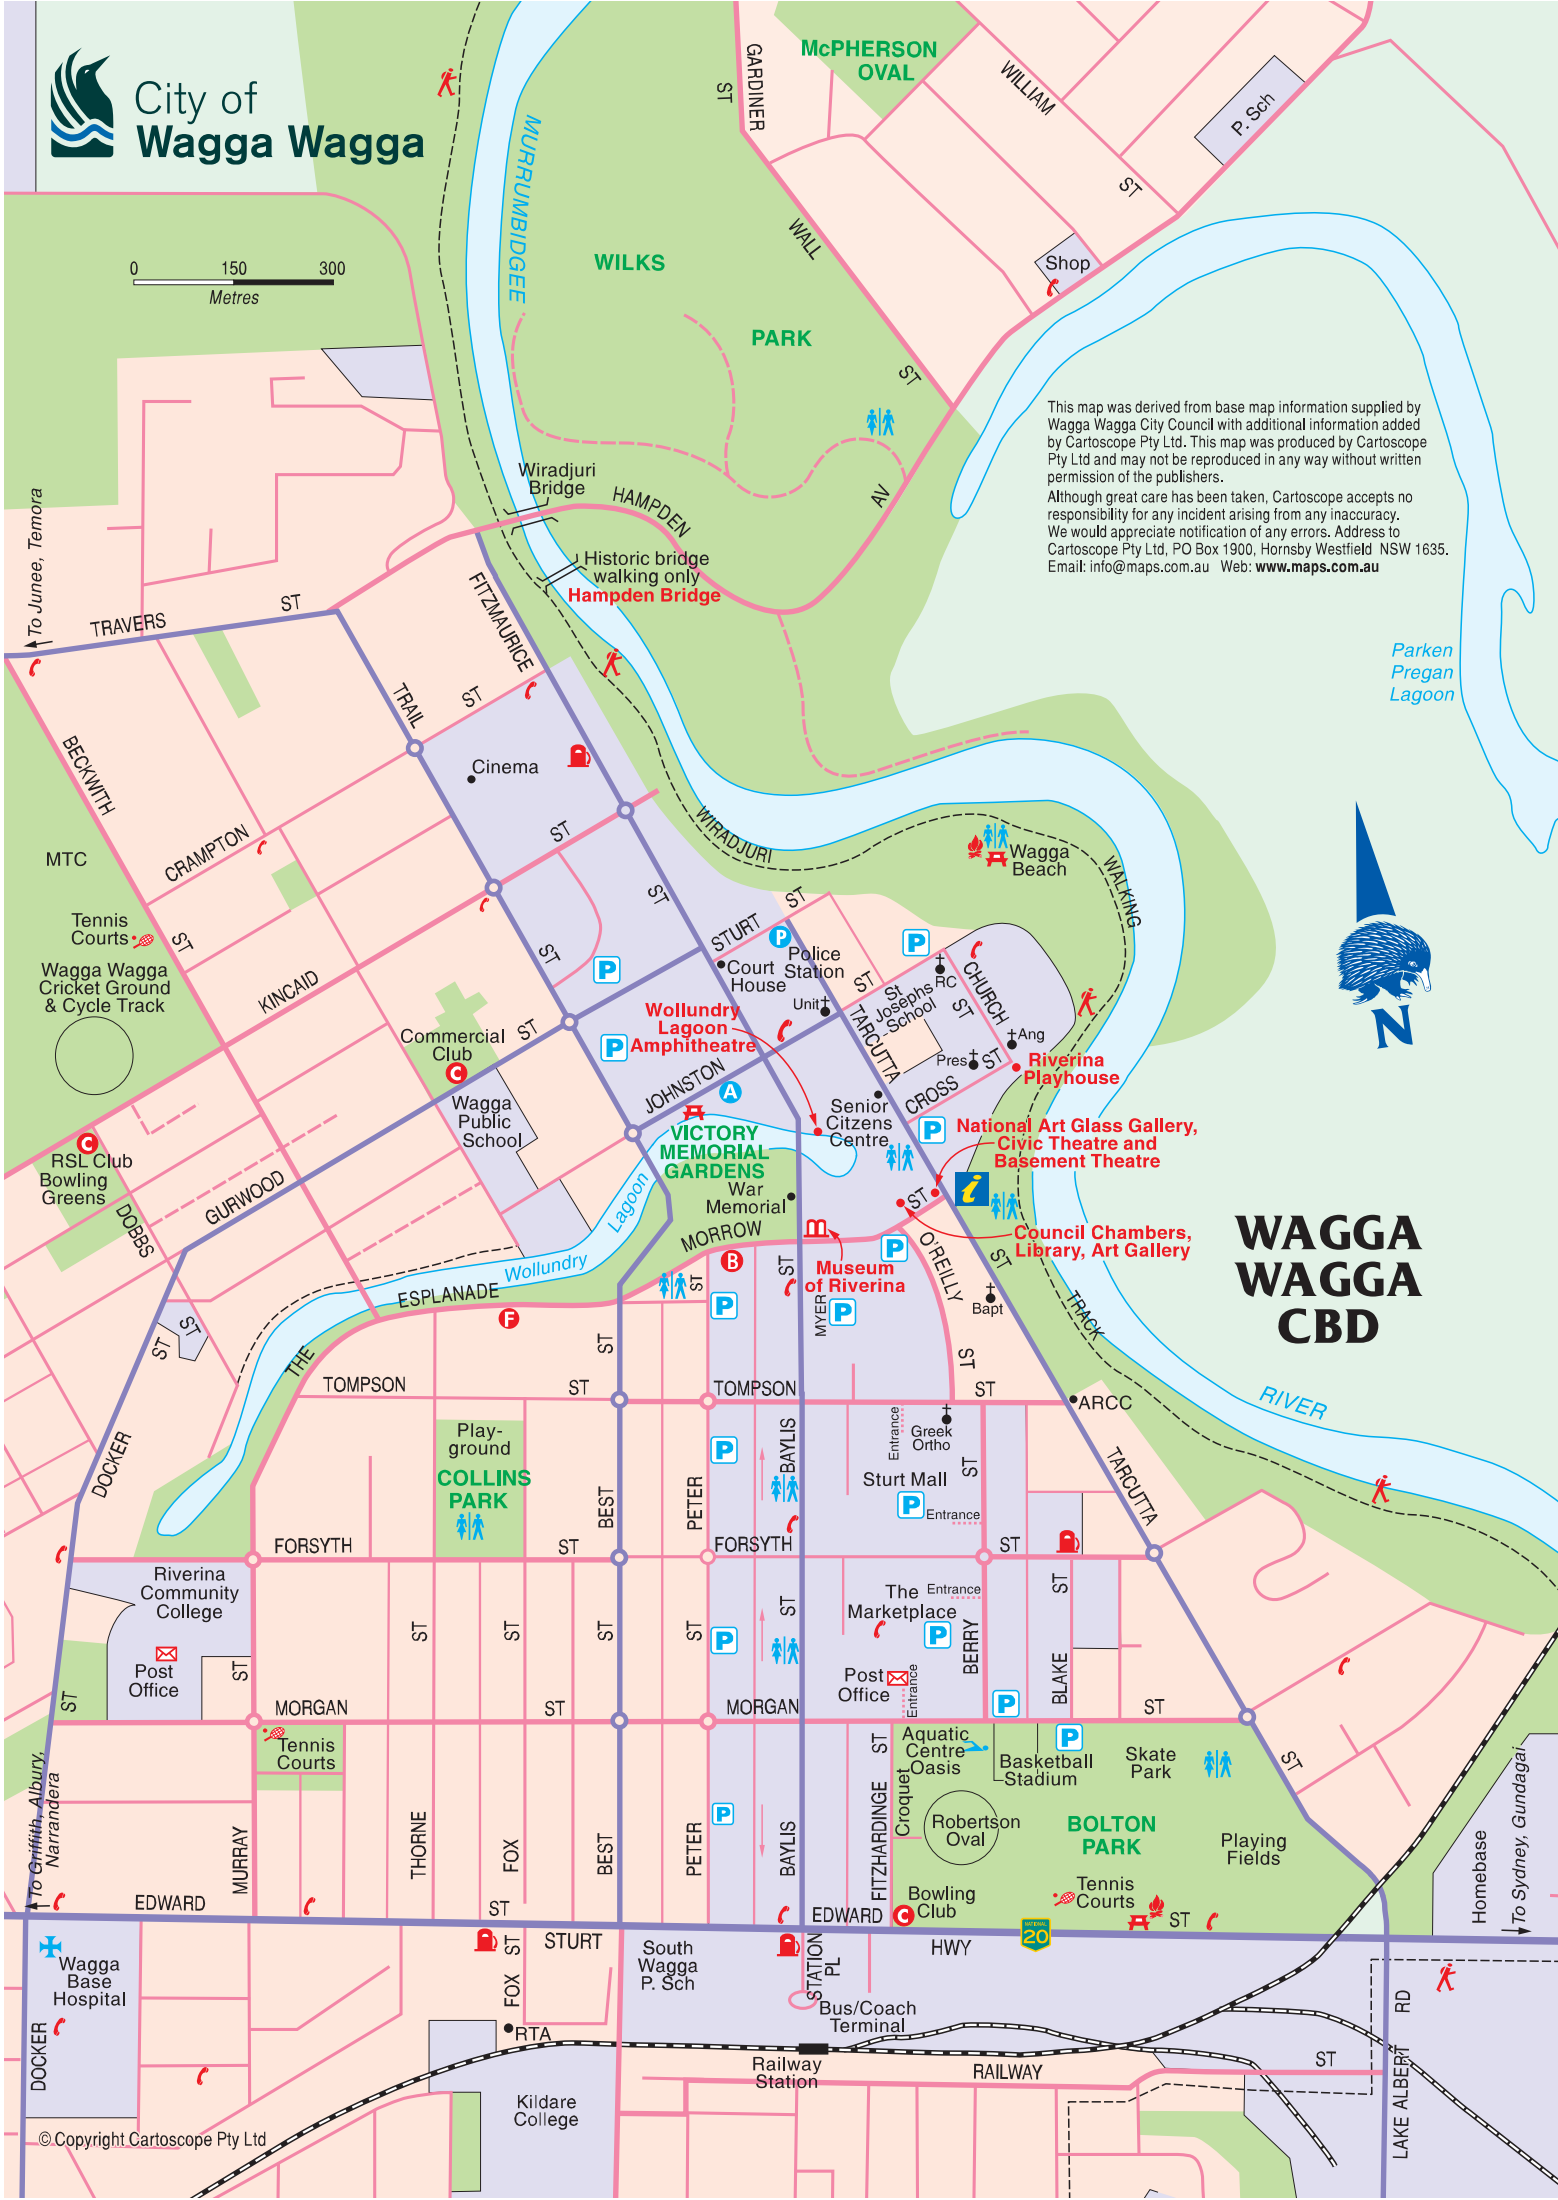 City of
Wagga Wagga
0 150 300
Metres
MURRUMBIDGEE
McPHERSON
OVAL
GARDINER
ST
WILLIAM
ST
P. Sch
WALL
ST
Shop
WILKS
PARK
This map was derived from base map information supplied by
Wagga Wagga City Council with additional information added
by Cartoscope Pty Ltd. This map was produced by Cartoscope
Pty Ltd and may not be reproduced in any way without written
permission of the publishers.
Although great care has been taken, Cartoscope accepts no
responsibility for any incident arising from any inaccuracy.
We would appreciate notification of any errors. Address to
Cartoscope Pty Ltd, PO Box 1900, Hornsby Westfield NSW 1635.
Email: info@maps.com.au Web: www.maps.com.au
Wiradjuri
Bridge
HAMPDEN
AV
Historic bridge
walking only
Hampden Bridge
To Junee, Temora
TRAVERS
ST
FITZMAURICE
ST
Parken
Pregan
Lagoon
TRAIL
ST
BECKWITH
ST
Cinema
CRAMPTON
ST
MTC
WIRADJURI
WALKING
TRACK
Wagga
Beach
Tennis
Courts
Wagga Wagga
Cricket Ground
& Cycle Track
KINCAID
ST
P
STURT
ST
P
Police
Station
Court
House
P
Unit
ST
TARCUTTA
St
Josephs
School
RC
CHURCH
ST
Ang
Pres
ST
CROSS
Riverina
Playhouse
N
Commercial
Club
C
P
Wollundry
Lagoon
Amphitheatre
JOHNSTON
A
Wagga
Public
School
VICTORY
MEMORIAL
GARDENS
Senior
Citzens
Centre
P
National Art Glass Gallery,
Civic Theatre and
Basement Theatre
i
C
RSL Club
Bowling
Greens
DOBBS
ST
GURWOOD
ST
War
Memorial
Lagoon
Wollundry
MORROW
ST
B
P
Council Chambers,
Library, Art Gallery
Museum
of Riverina
WAGGA
WAGGA
CBD
THE
ESPLANADE
F
ST
P
ST
MYER
P
O'REILLY
ST
Bapt
ST
RIVER
DOCKER
ST
TOMPSON
ST
TOMPSON
ST
ARCC
Play-
ground
COLLINS
PARK
BEST
ST
P
PETER
BAYLIS
Entrance
Greek
Ortho
Sturt Mall
P
Entrance
ST
TARCUTTA
FORSYTH
ST
FORSYTH
ST
Riverina
Community
College
Post
Office
ST
ST
ST
ST
ST
ST
P
ST
The
Marketplace
Entrance
P
Post
Office
Entrance
BERRY
BLAKE
ST
MORGAN
ST
MORGAN
P
ST
Tennis
Courts
To Griffith, Albury,
Narrandera
MURRAY
THORNE
FOX
BEST
PETER
P
BAYLIS
FITZHARDINGE
ST
Aquatic
Centre
Oasis
Croquet
Basketball
Stadium
P
Skate
Park
Robertson
Oval
BOLTON
PARK
Playing
Fields
Tennis
Courts
Bowling
Club
C
ST
Homebase
To Sydney, Gundagai
EDWARD
ST
EDWARD
ST
STURT
HWY
NATIONAL
20
Wagga
Base
Hospital
DOCKER
FOX
ST
RTA
South
Wagga
P. Sch
STATION
PL
Bus/Coach
Terminal
Railway
Station
RAILWAY
ST
LAKE ALBERT
RD
Kildare
College
© Copyright Cartoscope Pty Ltd